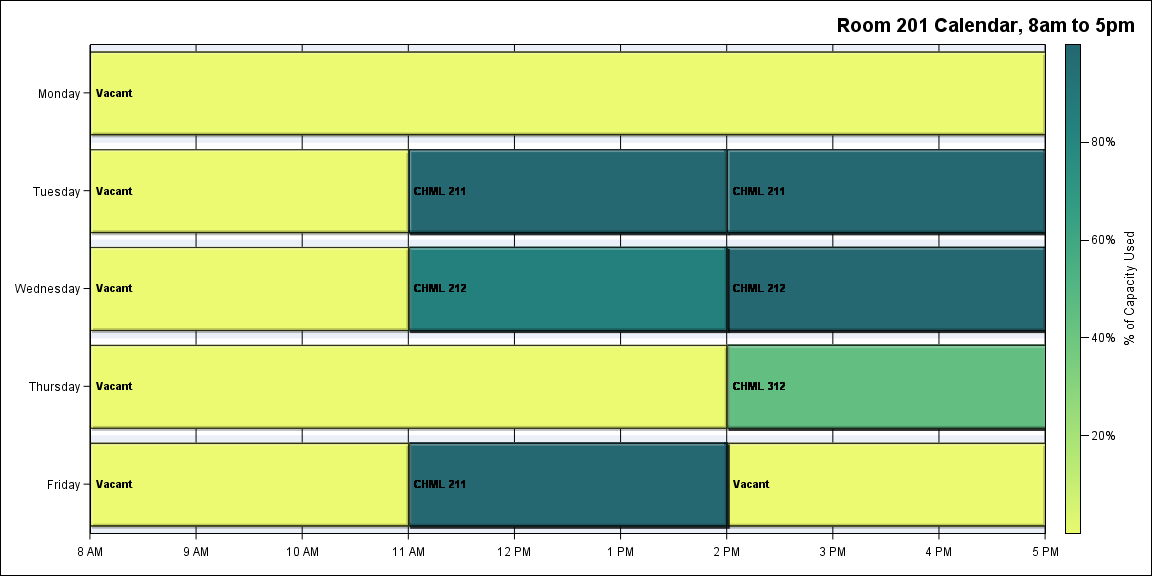 Room 201 Calendar, 8am to 5pm
Monday
Vacant
Tuesday
Vacant
CHML 211
CHML 211
Wednesday
Vacant
CHML 212
CHML 212
Thursday
Vacant
CHML 312
Friday
Vacant
CHML 211
Vacant
8 AM
9 AM
10 AM
11 AM
12 PM
1 PM
2 PM
3 PM
4 PM
5 PM
80%
60%
40%
20%
% of Capacity Used